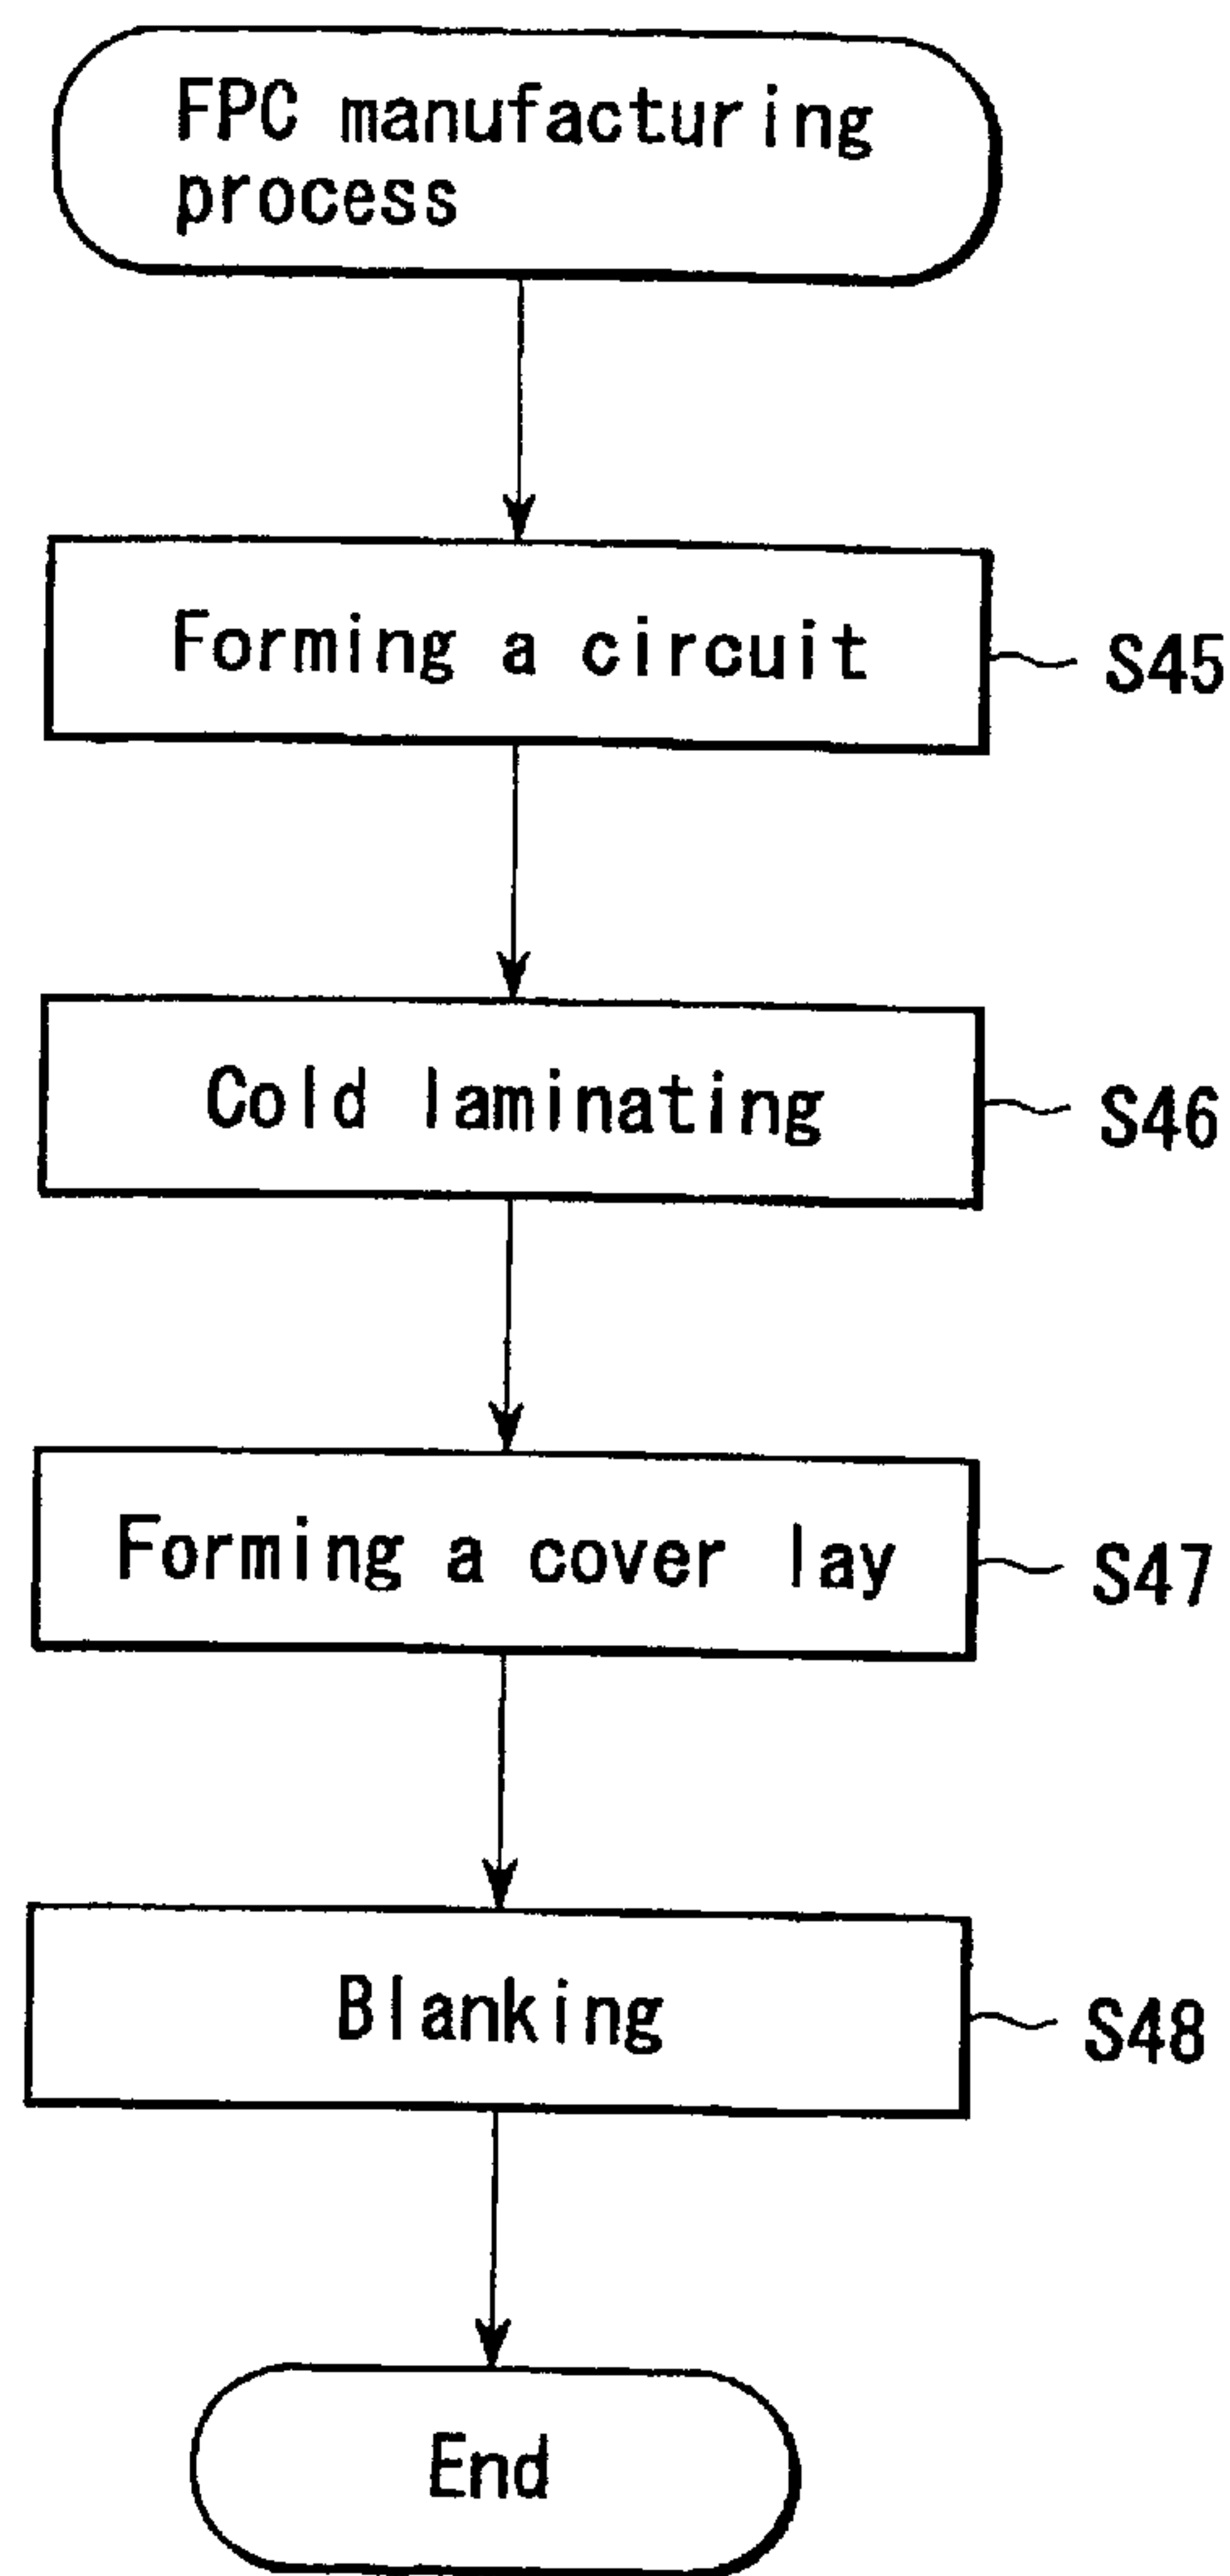 FPC manufacturing
process
Forming a circuit
S45
Cold laminating
S46
Forming a cover lay
S47
Blanking
S48
End